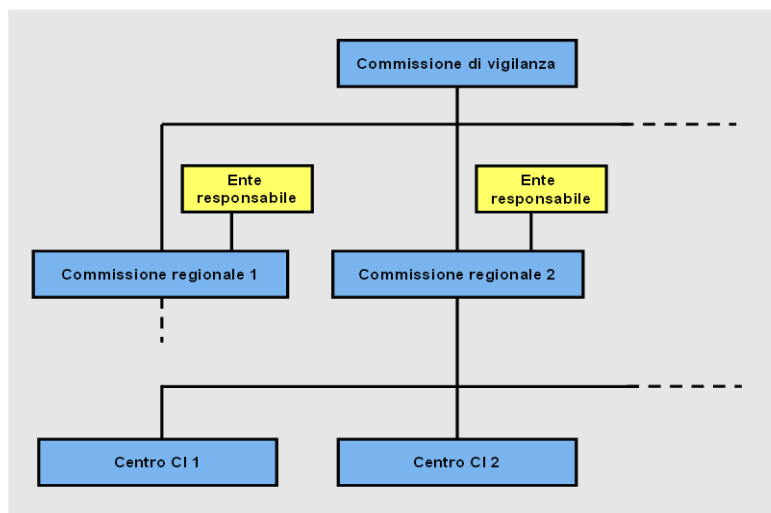 Commissione di vigilanza
Ente
responsabile
Ente
responsabile
Commissione regionale 1
Commissione regionale 2
Centro CI 1
Centro CI 2